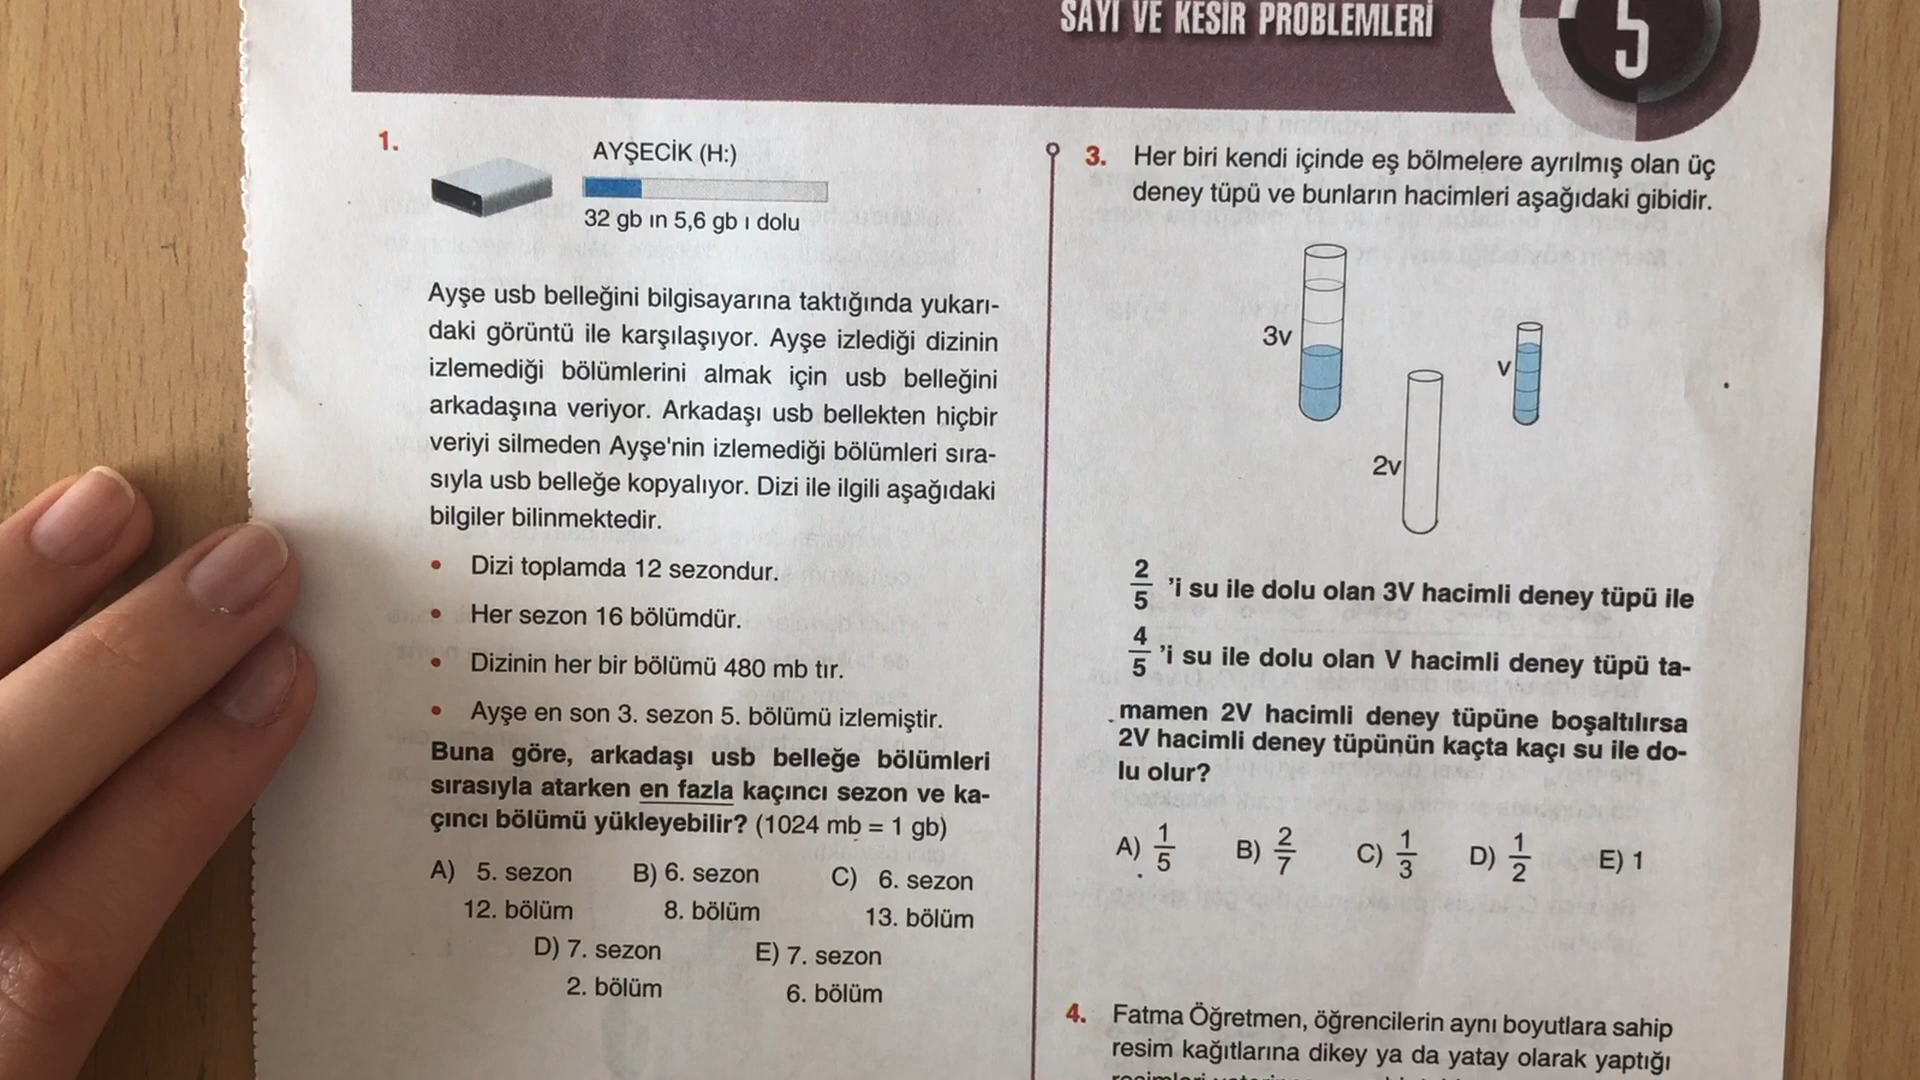 SAYI VE KESİR PROBLEMLERİ
5
1.
AYŞECİK (H:)
32 gb ın 5,6 gb ı dolu
Ayşe usb belleğini bilgisayarına taktığında yukarı-
daki görüntü ile karşılaşıyor. Ayşe izlediği dizinin
izlemediği bölümlerini almak için usb belleğini
arkadaşına veriyor. Arkadaşı usb bellekten hiçbir
veriyi silmeden Ayşe'nin izlemediği bölümleri sıra-
sıyla usb belleğe kopyalıyor. Dizi ile ilgili aşağıdaki
bilgiler bilinmektedir.
• Dizi toplamda 12 sezondur.
• Her sezon 16 bölümdür.
• Dizinin her bir bölümü 480 mb tır.
• Ayşe en son 3. sezon 5. bölümü izlemiştir.
Buna göre, arkadaşı usb belleğe bölümleri
sırasıyla atarken en fazla kaçıncı sezon ve ka-
çıncı bölümü yükleyebilir? (1024 mb = 1 gb)
A) 5. sezon B) 6. sezon C) 6. sezon
12. bölüm 8. bölüm 13. bölüm
D) 7. sezon E) 7. sezon
2. bölüm 6. bölüm
3. Her biri kendi içinde eş bölmelere ayrılmış olan üç
deney tüpü ve bunların hacimleri aşağıdaki gibidir.
3v
v
2v
2/5 'i su ile dolu olan 3V hacimli deney tüpü ile
4/5 'i su ile dolu olan V hacimli deney tüpü ta-
mamen 2V hacimli deney tüpüne boşaltılırsa
2V hacimli deney tüpünün kaçta kaçı su ile do-
lu olur?
A) 1/5 B) 2/7 C) 1/3 D) 1/2 E) 1
4. Fatma Öğretmen, öğrencilerin aynı boyutlara sahip
resim kağıtlarına dikey ya da yatay olarak yaptığı